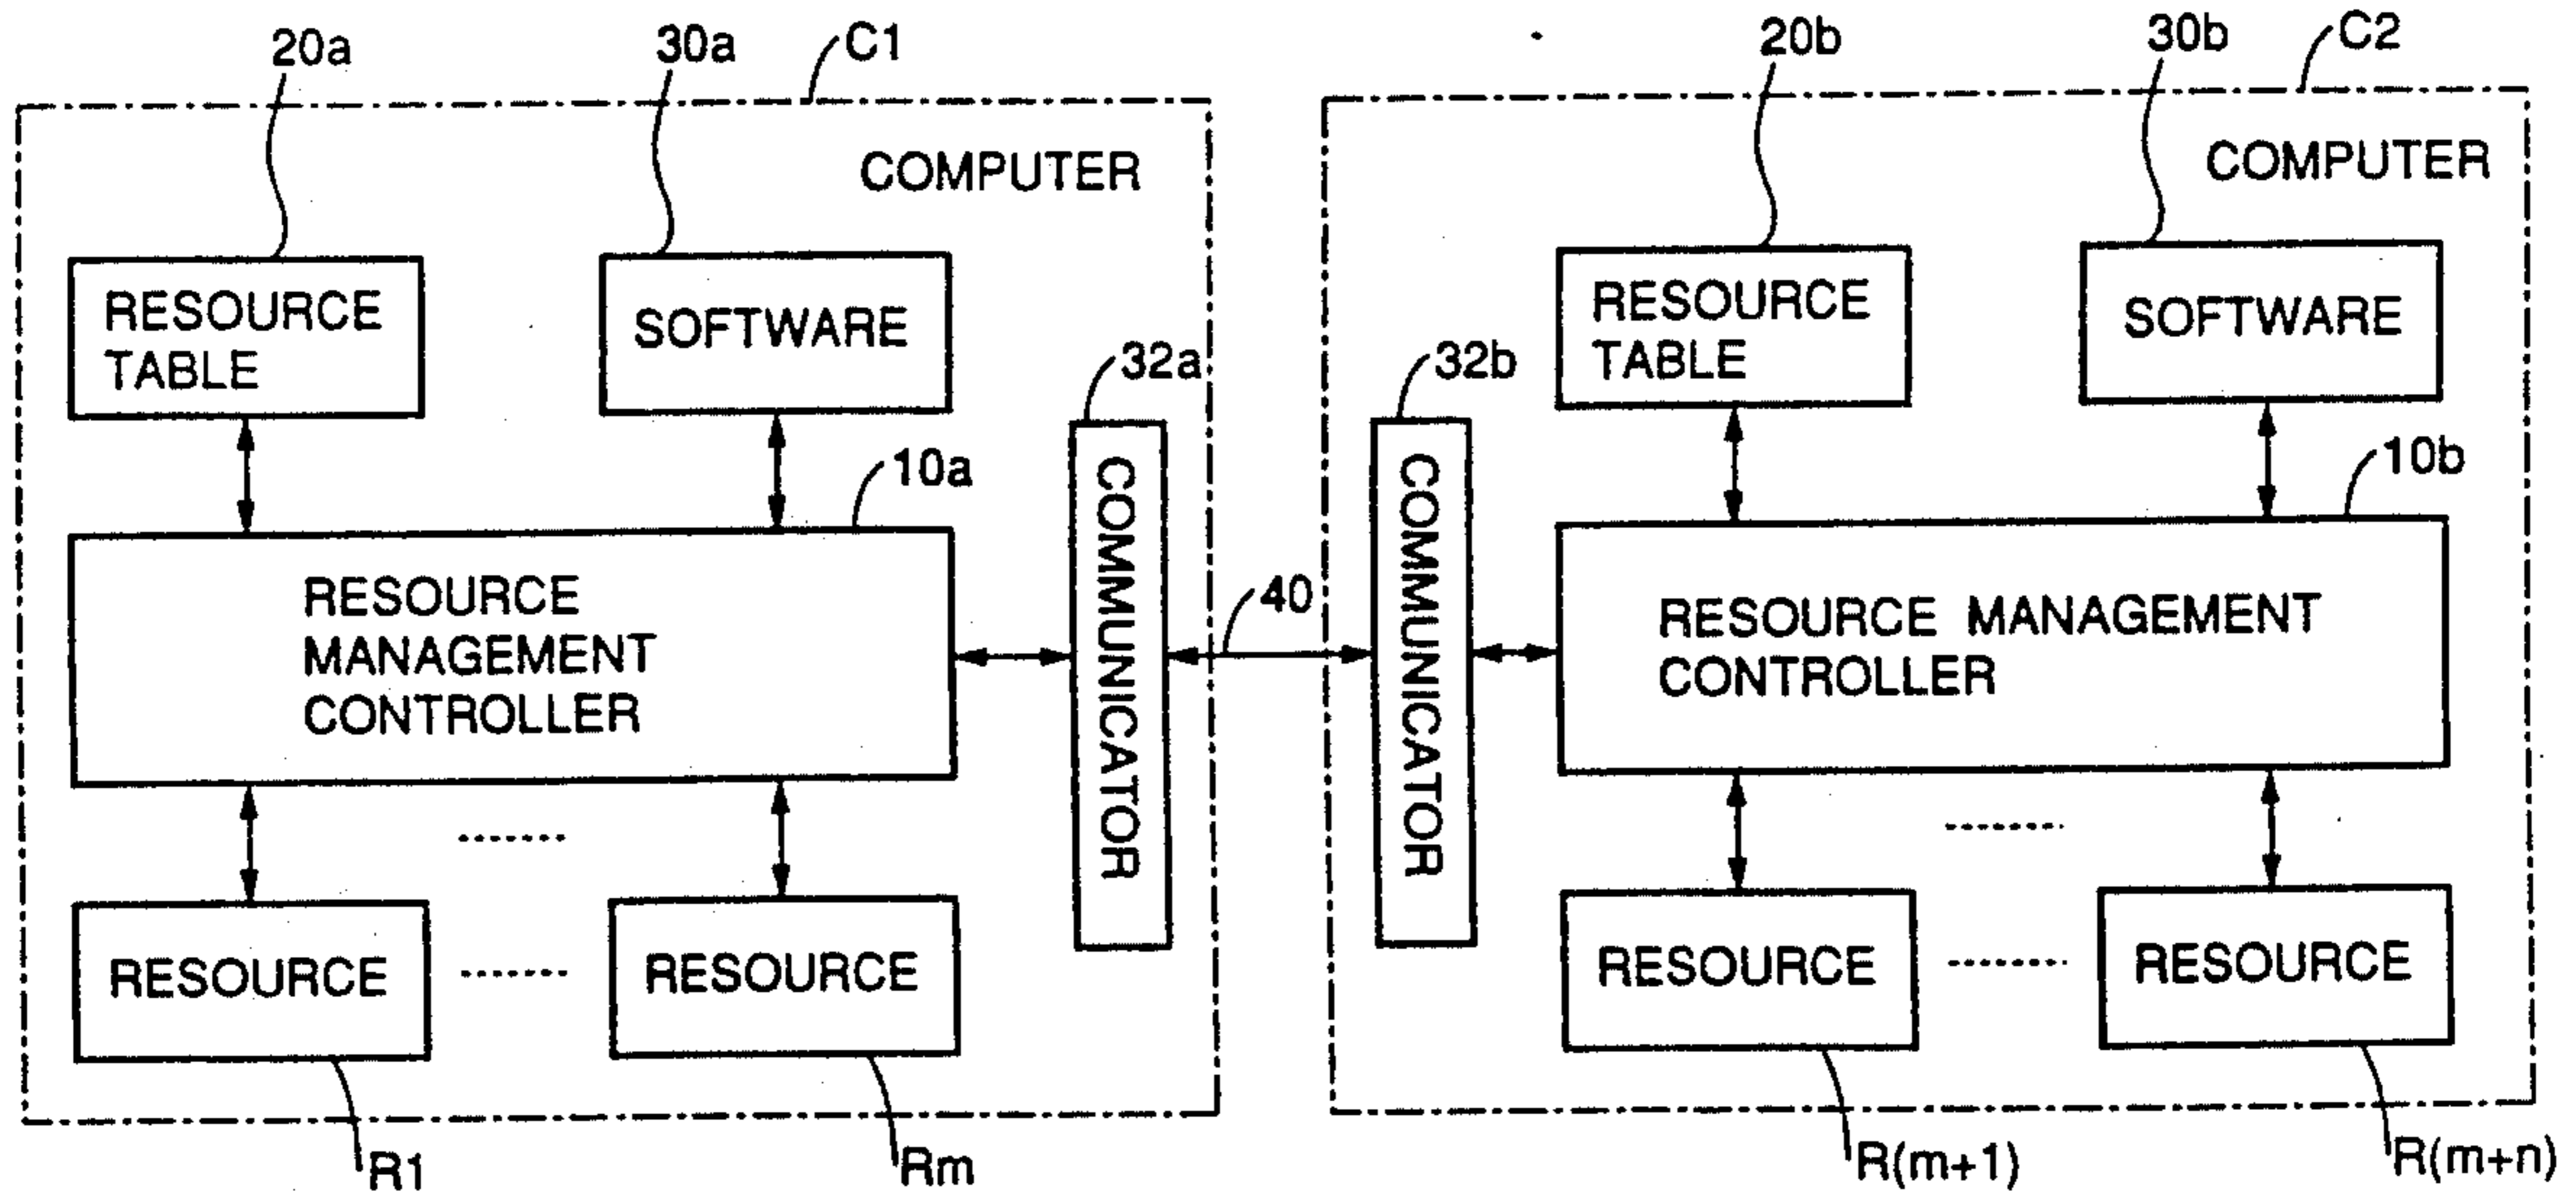 20a
30a
C1
20b
30b
C2
COMPUTER
COMPUTER
RESOURCE
TABLE
SOFTWARE
32a
32b
RESOURCE
TABLE
SOFTWARE
10a
10b
RESOURCE
MANAGEMENT
CONTROLLER
COMMUNICATOR
40
COMMUNICATOR
RESOURCE MANAGEMENT
CONTROLLER
RESOURCE
RESOURCE
RESOURCE
RESOURCE
R1
Rm
R(m+1)
R(m+n)